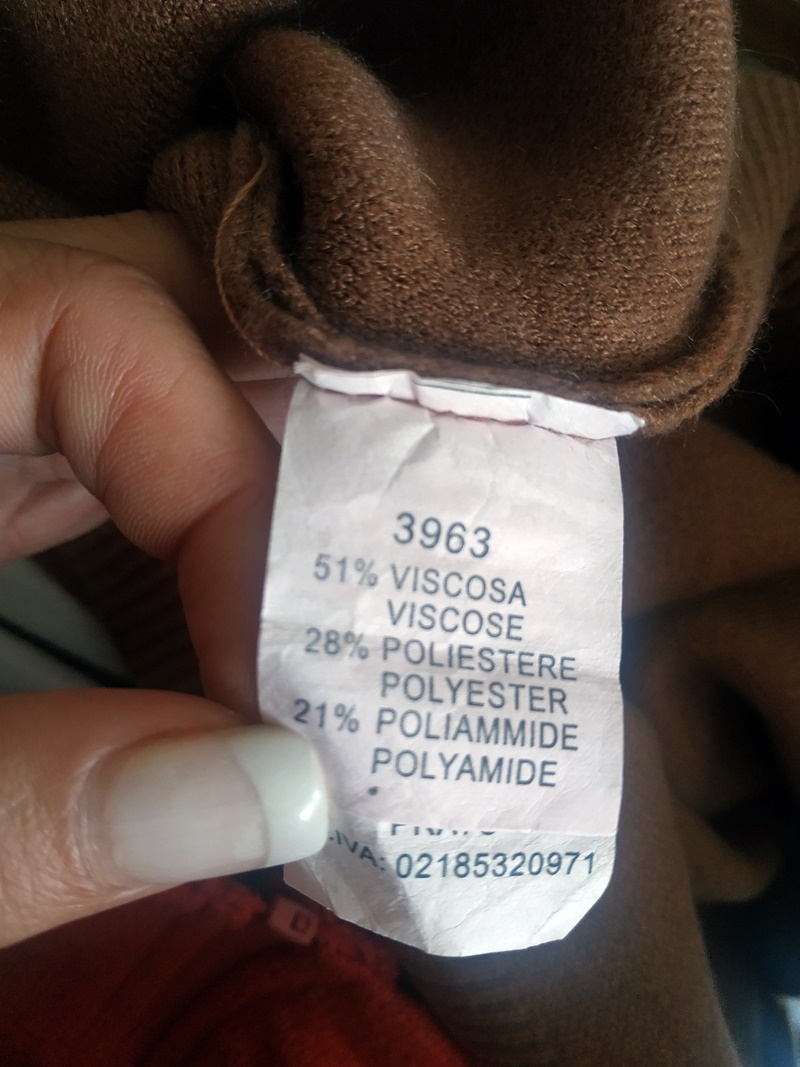 3963
51% VISCOSA
VISCOSE
28% POLIESTERE
POLYESTER
21% POLIAMMIDE
POLYAMIDE
IVA: 02185320971